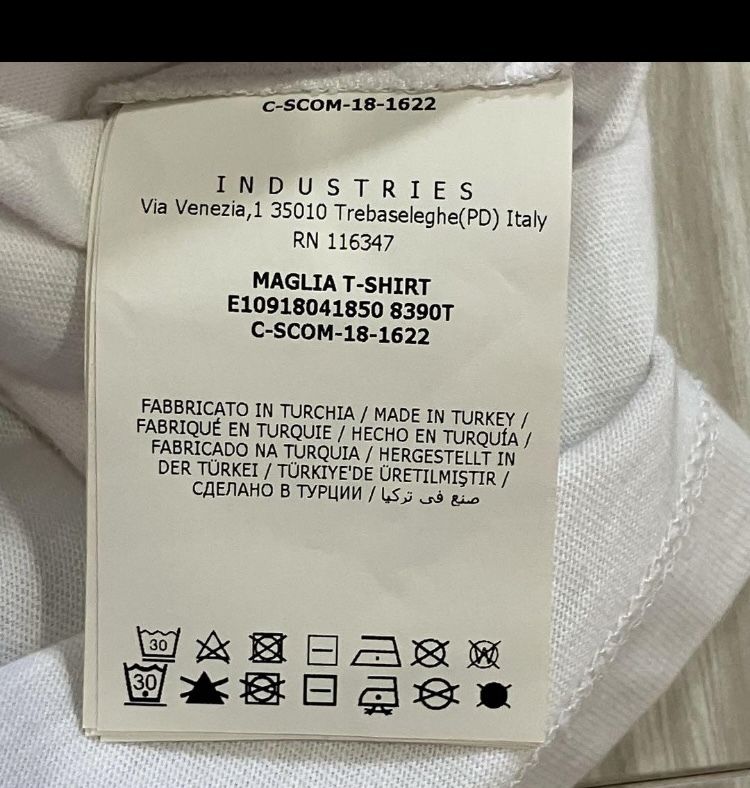 C-SCOM-18-1622
INDUSTRIES
Via Venezia,1 35010 Trebaseleghe(PD) Italy
RN 116347
MAGLIA T-SHIRT
E10918041850 8390T
C-SCOM-18-1622
FABBRICATO IN TURCHIA / MADE IN TURKEY /
FABRIQUÉ EN TURQUIE / HECHO EN TURQUÍA /
FABRICADO NA TURQUIA / HERGESTELLT IN
DER TÜRKEI / TÜRKIYE'DE ÜRETILMIŞTIR /
СДЕЛАНО В ТУРЦИИ / صنع في تركيا
30 W
30